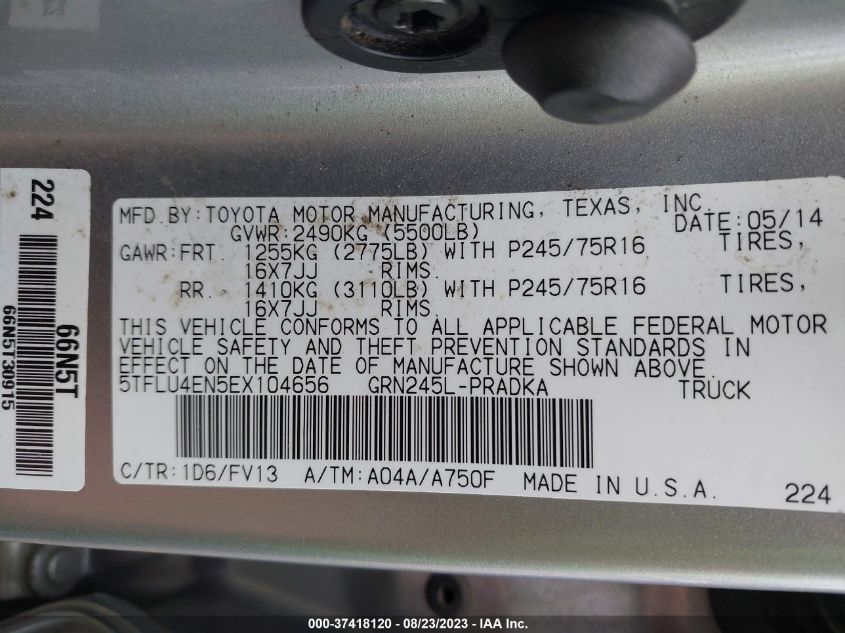 224
66N5T
66N5T30915
MFD.BY:TOYOTA MOTOR MANUFACTURING, TEXAS, INC.
GVWR:2490KG (5500LB) DATE:05/14
GAWR:FRT 1255KG (2775LB) WITH P245/75R16 TIRES,
16X7JJ RIMS.
RR 1410KG (3110LB) WITH P245/75R16 TIRES,
16X7JJ RIMS.
THIS VEHICLE CONFORMS TO ALL APPLICABLE FEDERAL MOTOR
VEHICLE SAFETY AND THEFT PREVENTION STANDARDS IN
EFFECT ON THE DATE OF MANUFACTURE SHOWN ABOVE.
5TFLU4EN5EX104656 GRN245L-PRADKA TRUCK
C/TR:1D6/FV13 A/TM:A04A/A750F MADE IN U.S.A. 224
000-37418120 - 08/23/2023 - IAA Inc.